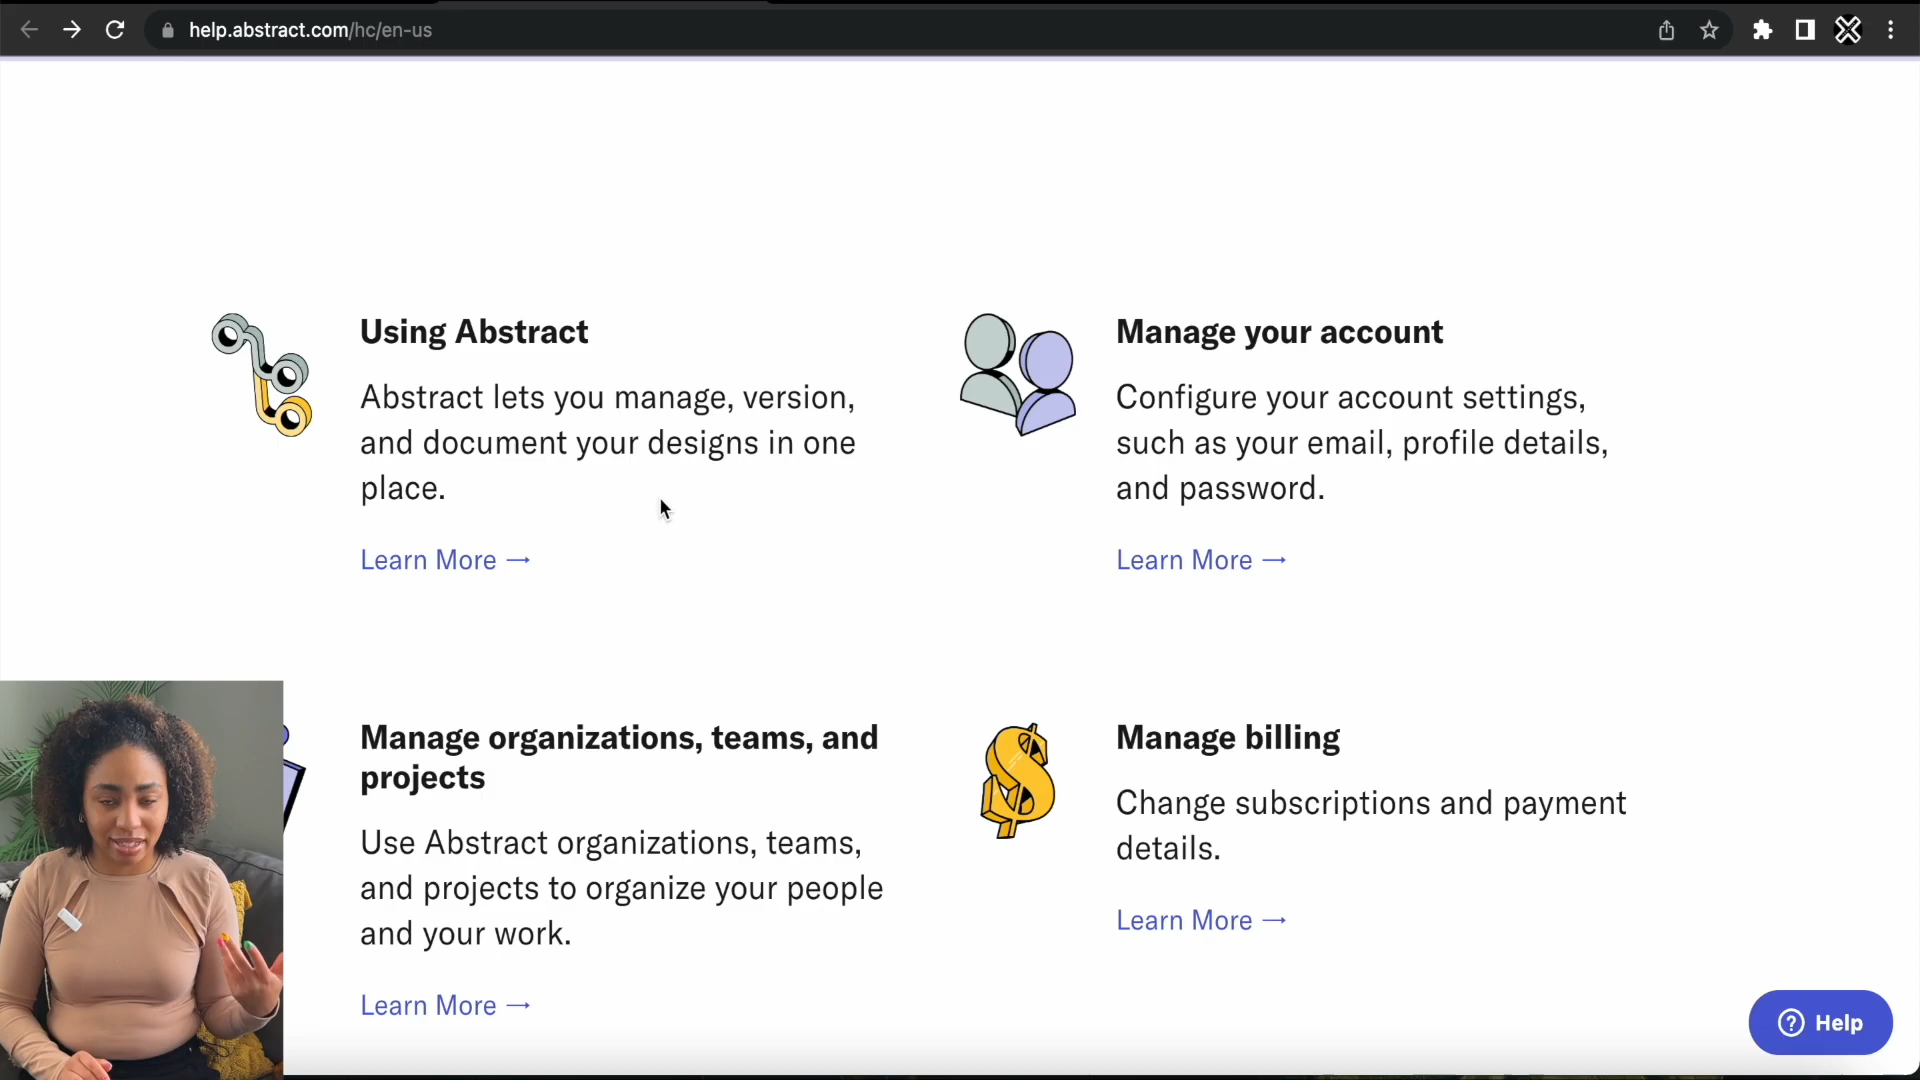 help.abstract.com/hc/en-us
Using Abstract
Abstract lets you manage, version,
and document your designs in one
place.
Learn More →
Manage your account
Configure your account settings,
such as your email, profile details,
and password.
Learn More →
Manage organizations, teams, and
projects
Use Abstract organizations, teams,
and projects to organize your people
and your work.
Learn More →
Manage billing
Change subscriptions and payment
details.
Learn More →
Help